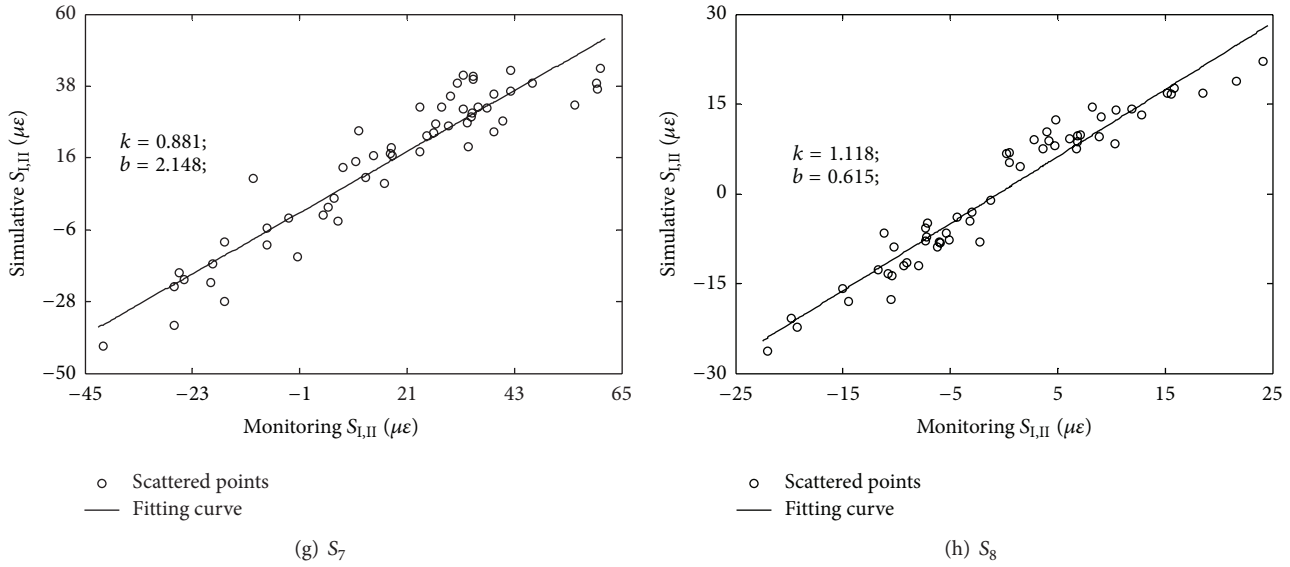 60
38
16
−6
−28
−50
Simulative S_I,II (με)
k = 0.881;
b = 2.148;
−45 −23 −1 21 43 65
Monitoring S_I,II (με)
Scattered points
Fitting curve
(g) S_7
30
15
0
−15
−30
Simulative S_I,II (με)
k = 1.118;
b = 0.615;
−25 −15 −5 5 15 25
Monitoring S_I,II (με)
Scattered points
Fitting curve
(h) S_8